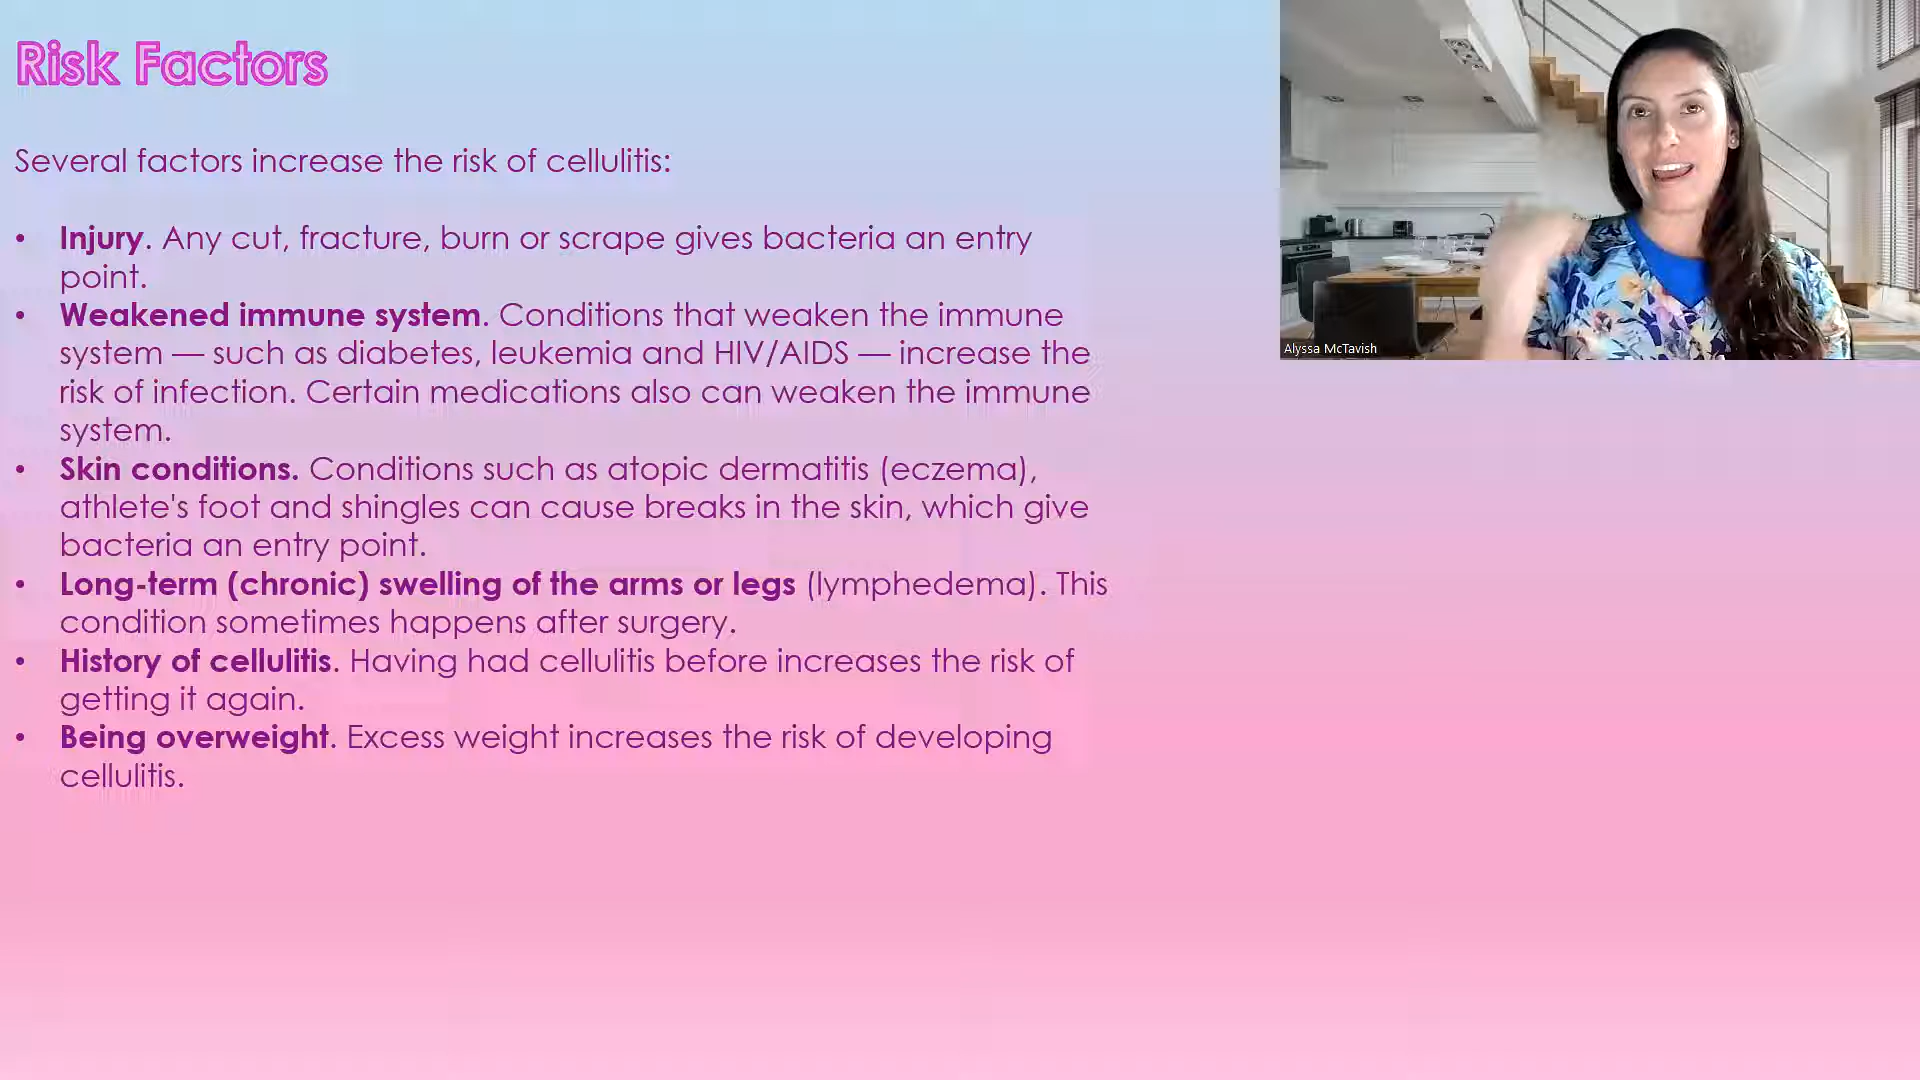 Risk Factors
Several factors increase the risk of cellulitis:
• Injury. Any cut, fracture, burn or scrape gives bacteria an entry
point.
• Weakened immune system. Conditions that weaken the immune
system — such as diabetes, leukemia and HIV/AIDS — increase the
risk of infection. Certain medications also can weaken the immune
system.
• Skin conditions. Conditions such as atopic dermatitis (eczema),
athlete's foot and shingles can cause breaks in the skin, which give
bacteria an entry point.
• Long-term (chronic) swelling of the arms or legs (lymphedema). This
condition sometimes happens after surgery.
• History of cellulitis. Having had cellulitis before increases the risk of
getting it again.
• Being overweight. Excess weight increases the risk of developing
cellulitis.
Alyssa McTavish